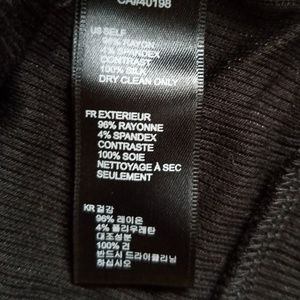 CA#40198
US SELF
96% RAYON
4% SPANDEX
CONTRAST
100% SILK
DRY CLEAN ONLY
FR EXTERIEUR
96% RAYONNE
4% SPANDEX
CONTRASTE
100% SOIE
NETTOYAGE À SEC
SEULEMENT
KR 겉감
96% 레이온
4% 폴리우레탄
대조성분
100% 견
반드시 드라이클리닝
하십시오